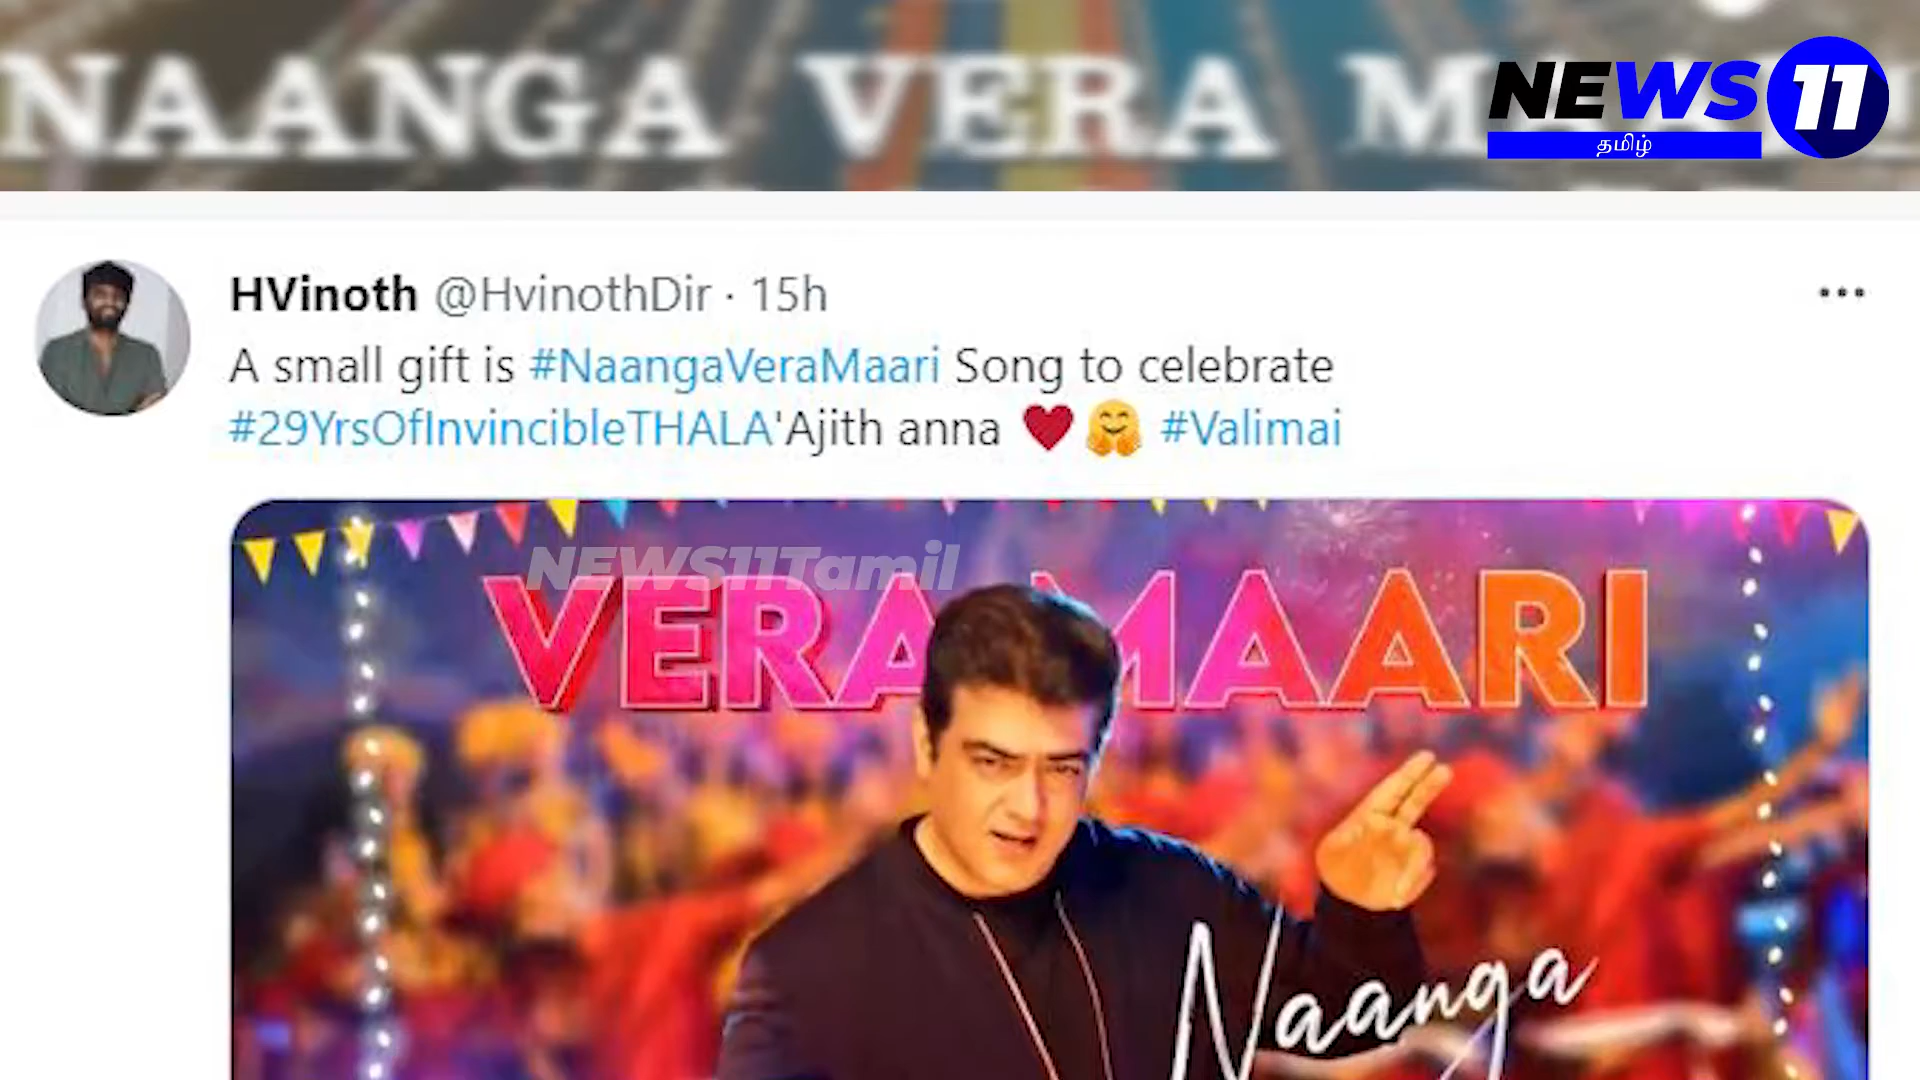 NAANGA VERA M
NEWS 11
தமிழ்
HVinoth @HvinothDir · 15h
A small gift is #NaangaVeraMaari Song to celebrate
#29YrsOfInvincibleTHALA'Ajith anna ❤️🤗 #Valimai
NEWS11Tamil
VERA MAARI
Naanga